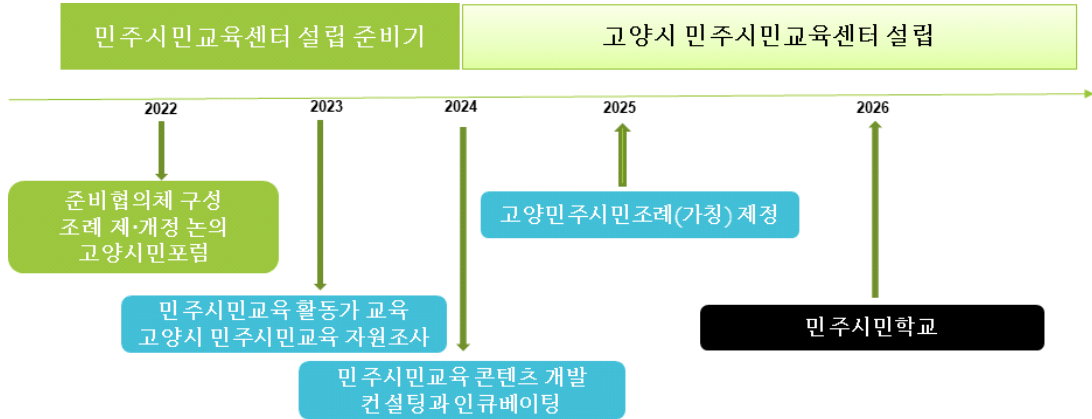 민주시민교육센터 설립 준비기
고양시 민주시민교육센터 설립
2022
2023
2024
2025
2026
준비협의체 구성
조례 제·개정 논의
고양시민포럼
고양민주시민조례(가칭) 제정
민주시민교육 활동가 교육
고양시 민주시민교육 자원조사
민주시민학교
민주시민교육 콘텐츠 개발
컨설팅과 인큐베이팅